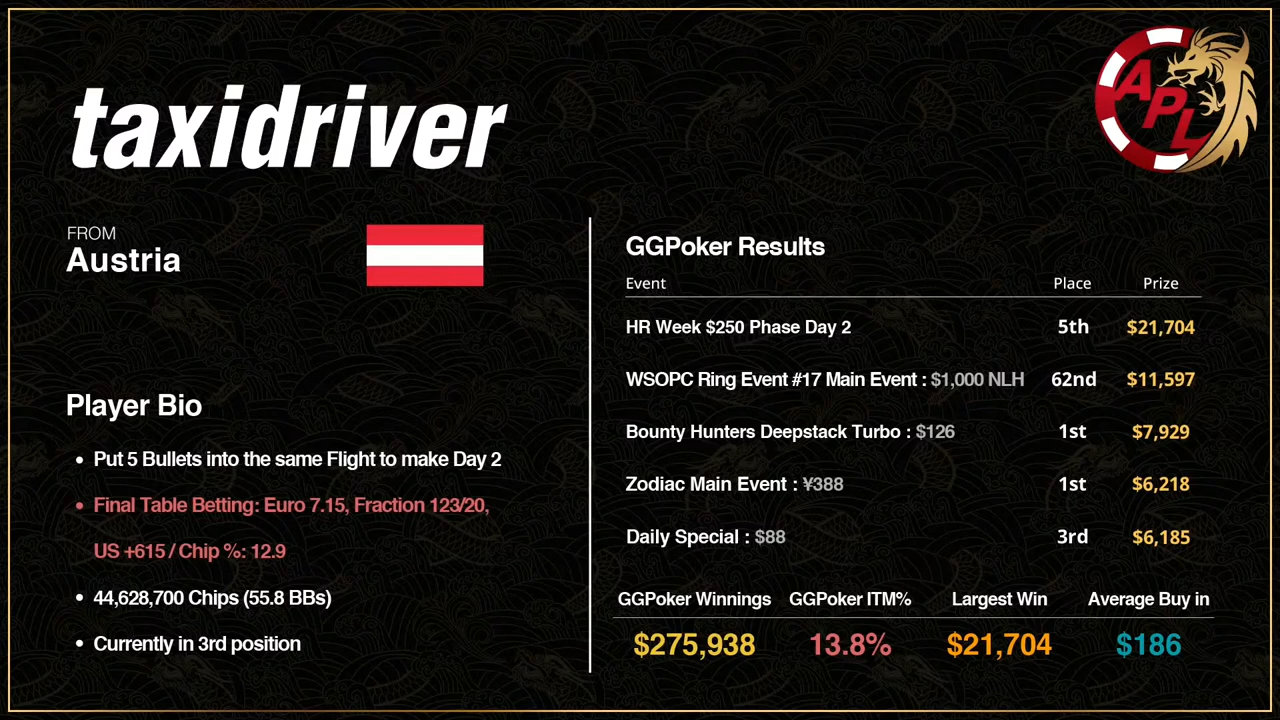 taxidriver
APL
FROM
Austria
Player Bio
• Put 5 Bullets into the same Flight to make Day 2
• Final Table Betting: Euro 7.15, Fraction 123/20,
US +615 / Chip %: 12.9
• 44,628,700 Chips (55.8 BBs)
• Currently in 3rd position
GGPoker Results
Event Place Prize
HR Week $250 Phase Day 2 5th $21,704
WSOPC Ring Event #17 Main Event : $1,000 NLH 62nd $11,597
Bounty Hunters Deepstack Turbo : $126 1st $7,929
Zodiac Main Event : ¥388 1st $6,218
Daily Special : $88 3rd $6,185
GGPoker Winnings GGPoker ITM% Largest Win Average Buy in
$275,938 13.8% $21,704 $186